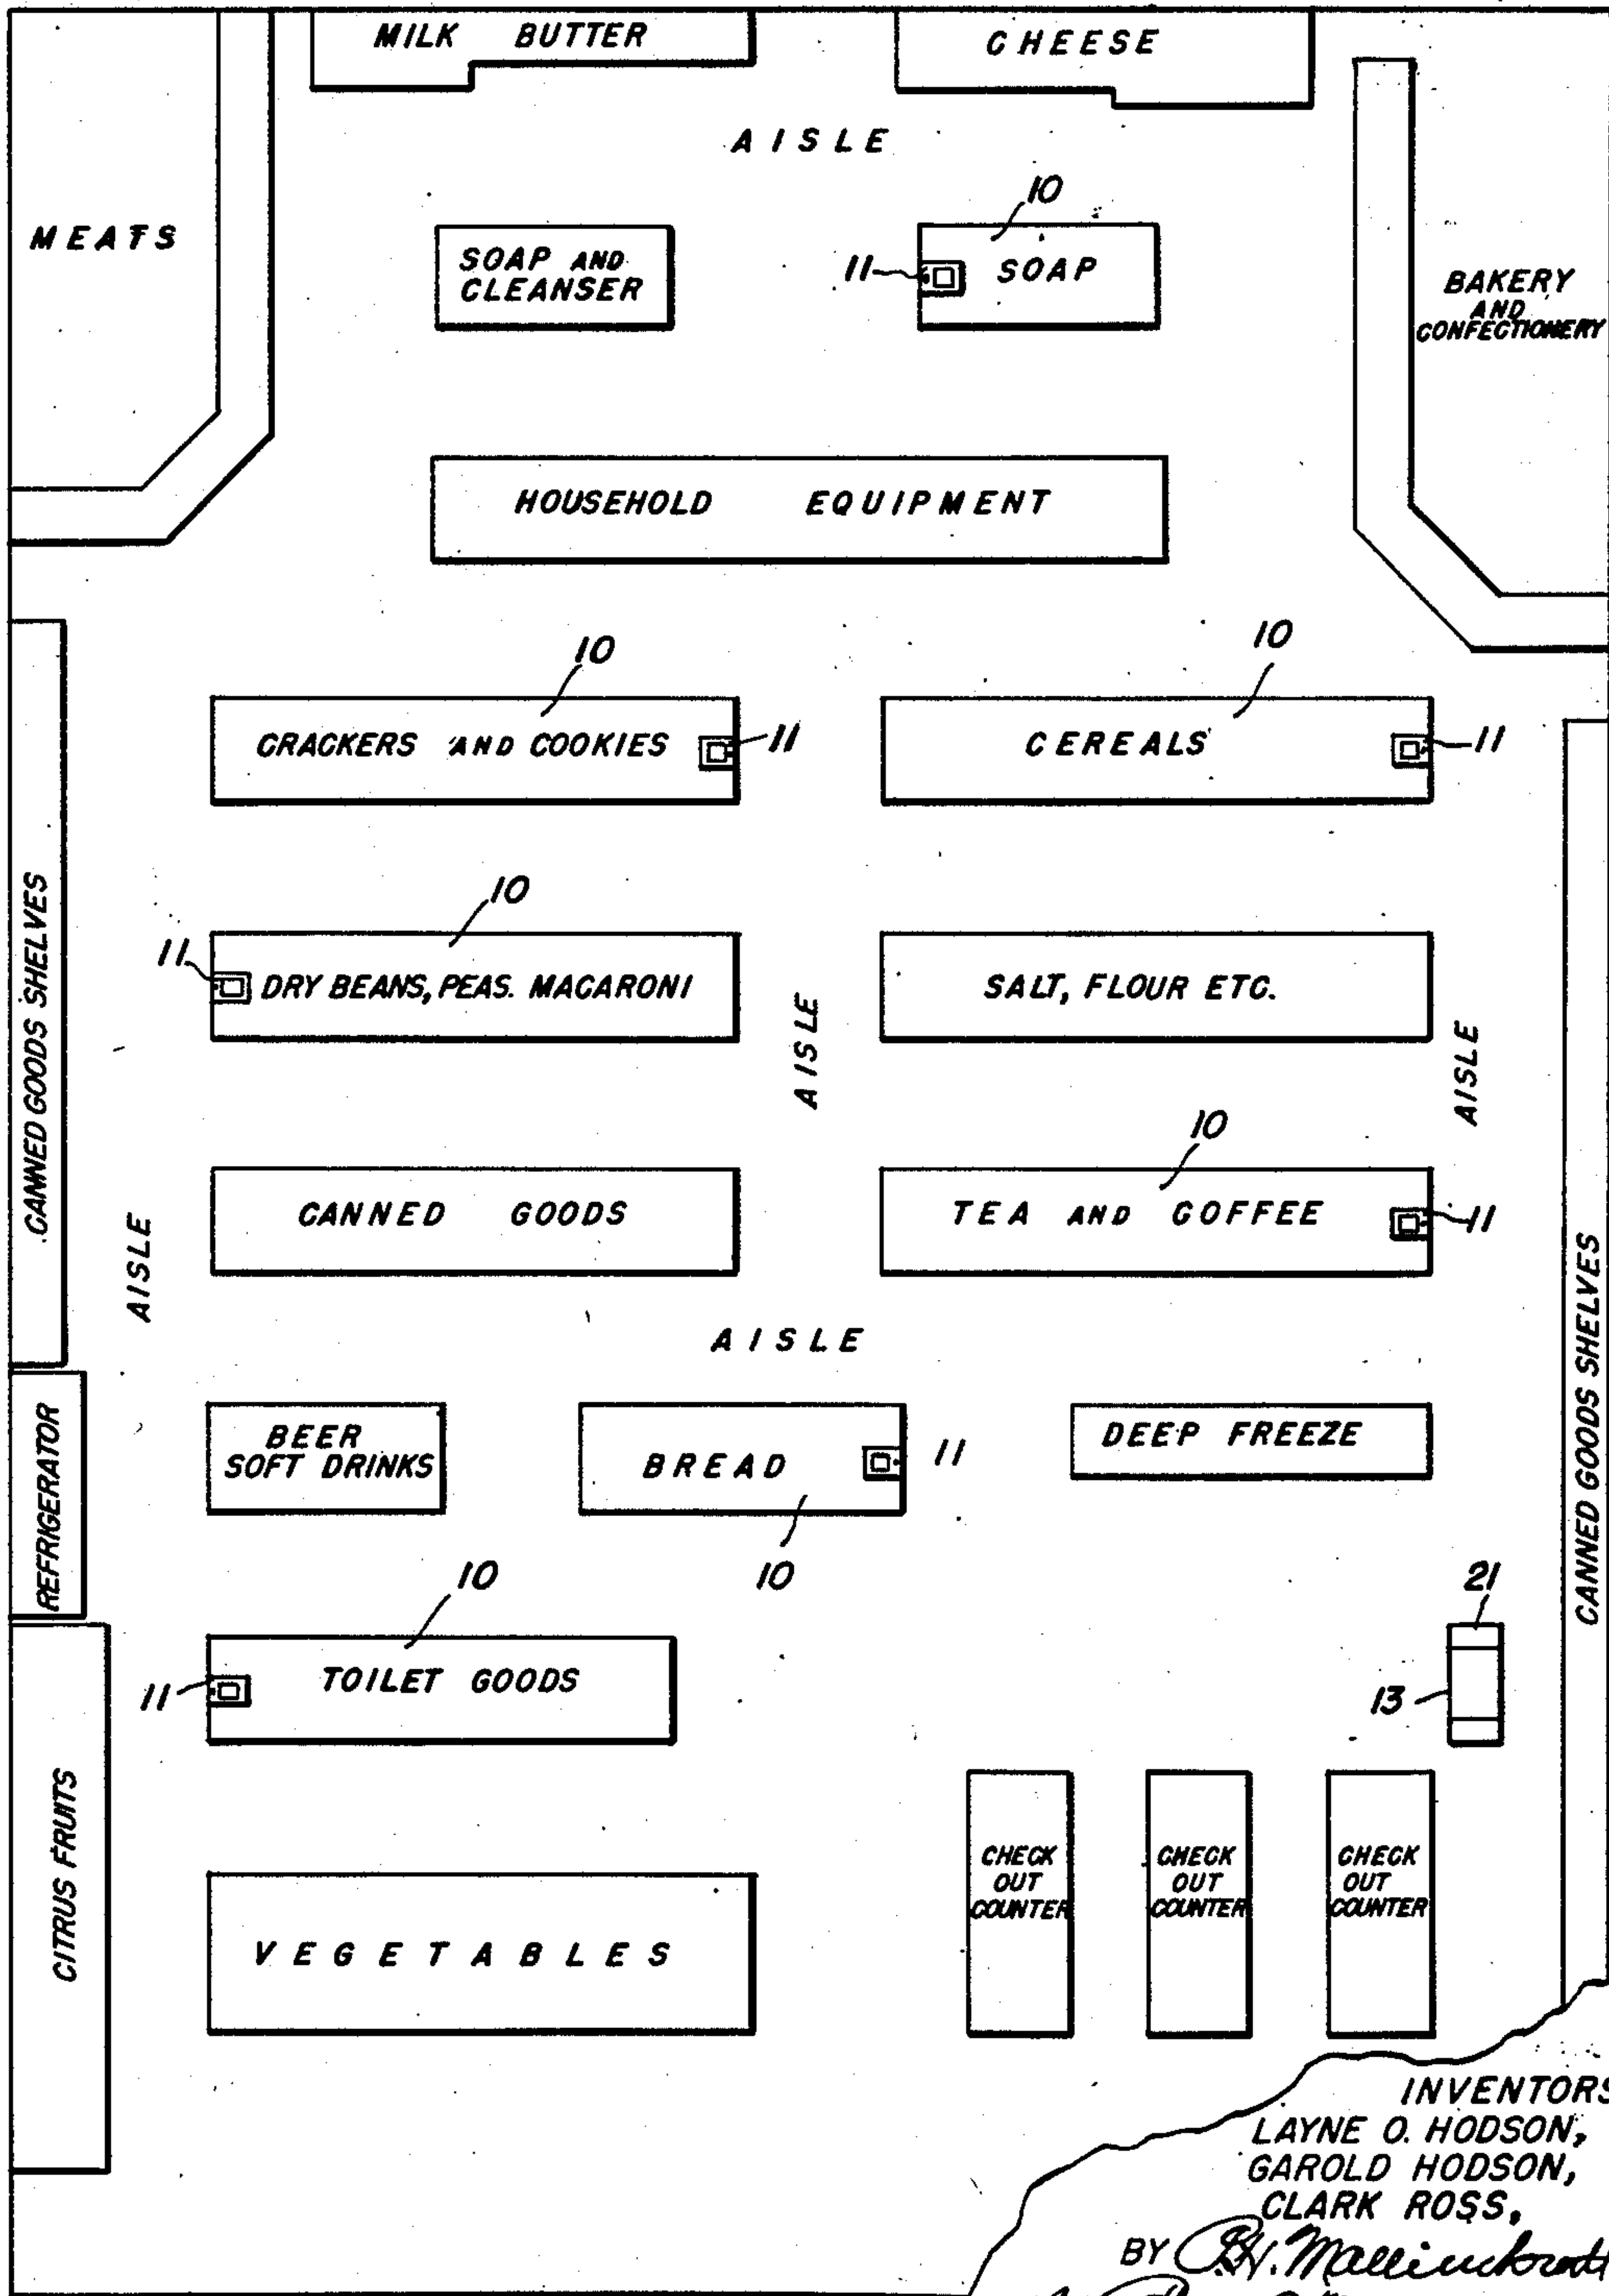 MILK BUTTER
CHEESE
AISLE
MEATS
10
SOAP AND
CLEANSER
11
SOAP
BAKERY
AND
CONFECTIONERY
HOUSEHOLD EQUIPMENT
10
10
CRACKERS AND COOKIES
11
CEREALS
11
CANNED GOODS SHELVES
10
11
DRY BEANS, PEAS. MACARONI
SALT, FLOUR ETC.
AISLE
AISLE
10
CANNED GOODS
TEA AND COFFEE
11
AISLE
CANNED GOODS SHELVES
AISLE
REFRIGERATOR
BEER
SOFT DRINKS
BREAD
11
DEEP FREEZE
10
10
21
TOILET GOODS
11
13
CITRUS FRUITS
CHECK
OUT
COUNTER
CHECK
OUT
COUNTER
CHECK
OUT
COUNTER
VEGETABLES
INVENTORS
LAYNE O. HODSON,
GAROLD HODSON,
CLARK ROSS,
BY